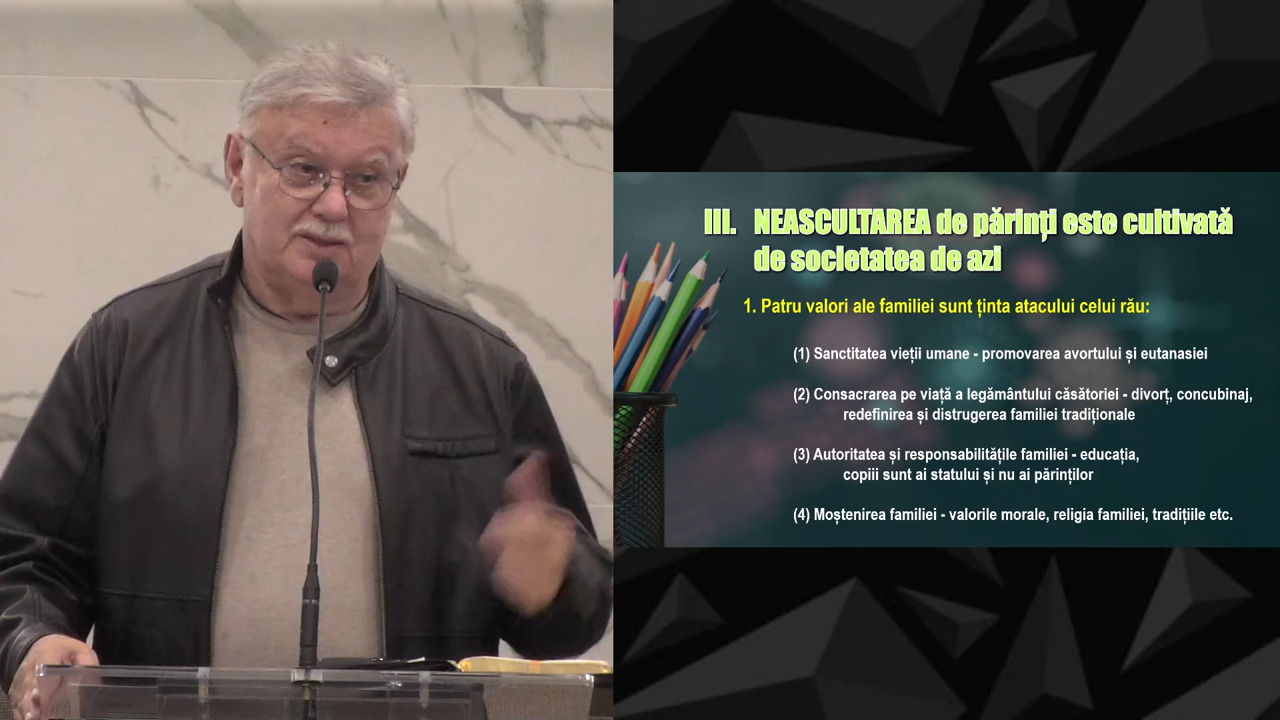 III. NEASCULTAREA de părinți este cultivată
de societatea de azi
1. Patru valori ale familiei sunt ținta atacului celui rău:
(1) Sanctitatea vieții umane - promovarea avortului și eutanasiei
(2) Consacrarea pe viață a legământului căsătoriei - divorț, concubinaj,
redefinirea și distrugerea familiei tradiționale
(3) Autoritatea și responsabilitățile familiei - educația,
copiii sunt ai statului și nu ai părinților
(4) Moștenirea familiei - valorile morale, religia familiei, tradițiile etc.